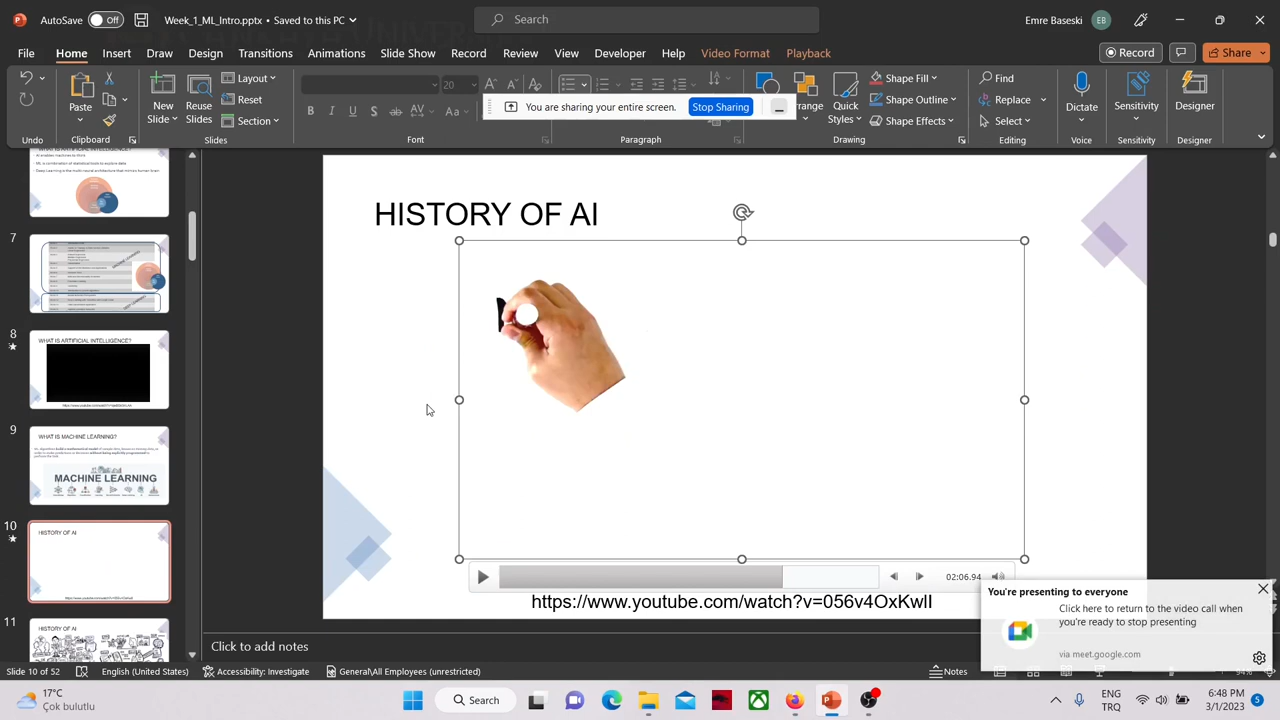 AutoSave Off Week_1_ML_Intro.pptx • Saved to this PC Search Emre Baseski EB
File Home Insert Draw Design Transitions Animations Slide Show Record Review View Developer Help Video Format Playback Record Share
Paste New Slide Reuse Slides Layout Reset Section 20 B I U S ab AV Aa
You are sharing your entire screen. Stop Sharing
Arrange Quick Styles Shape Fill Shape Outline Shape Effects Find Replace Select Dictate Sensitivity Designer
Undo Clipboard Slides Font Paragraph Drawing Editing Voice Sensitivity Designer
7
8
WHAT IS ARTIFICIAL INTELLIGENCE?
9
WHAT IS MACHINE LEARNING?
MACHINE LEARNING
10
HISTORY OF AI
11
HISTORY OF AI
HISTORY OF AI
02:06.94
https://www.youtube.com/watch?v=056v4OxKwlI
You're presenting to everyone
Click here to return to the video call when
you're ready to stop presenting
via meet.google.com
Click to add notes
Slide 10 of 52 English (United States) Accessibility: Investigate General\All Employees (unrestricted) Notes 94%
17°C
Çok bulutlu
Search
ENG
TRQ
6:48 PM
3/1/2023
5